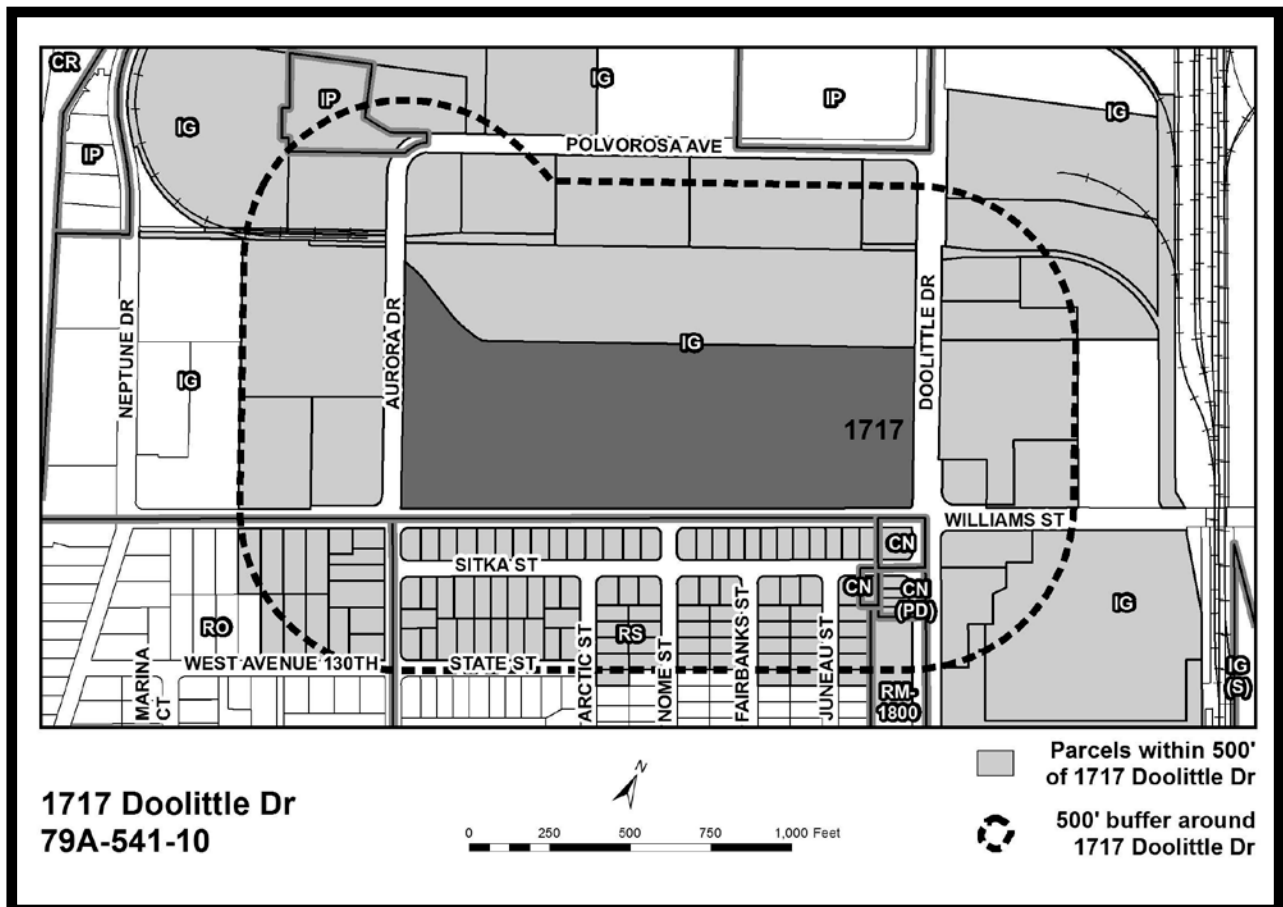 CR
IG
IP
IP
IG
IG
IP
POLVOROSA AVE
IG
NEPTUNE DR
AURORA DR
DOOLITTLE DR
IG
1717
WILLIAMS ST
CN
SITKA ST
CN
CN
(PD)
IG
RO
RS
ARCTIC ST
NOME ST
FAIRBANKS ST
JUNEAU ST
WEST AVENUE 130TH
STATE ST
MARINA
CT
RM-
1800
IG
(S)
Parcels within 500'
of 1717 Doolittle Dr
500' buffer around
1717 Doolittle Dr
1717 Doolittle Dr
79A-541-10
N
0 250 500 750 1,000 Feet